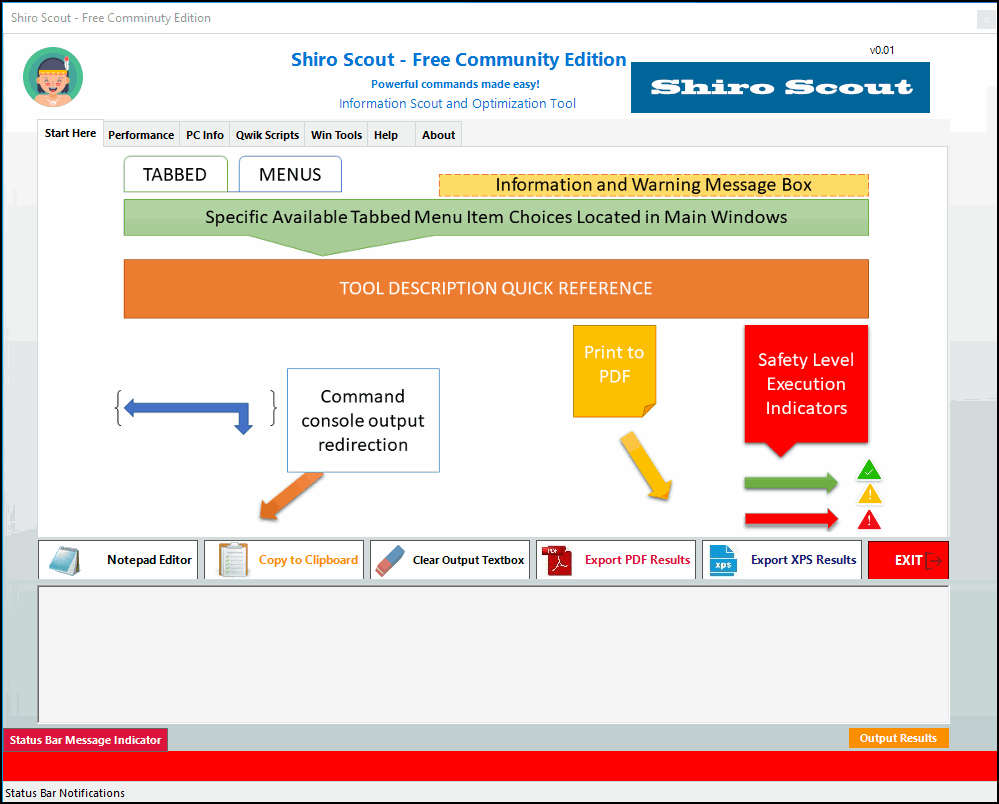 Shiro Scout - Free Comminuty Edition
Shiro Scout - Free Community Edition
v0.01
Powerful commands made easy!
Shiro Scout
Information Scout and Optimization Tool
Start Here Performance PC Info Qwik Scripts Win Tools Help About
TABBED MENUS
Information and Warning Message Box
Specific Available Tabbed Menu Item Choices Located in Main Windows
TOOL DESCRIPTION QUICK REFERENCE
Command
console output
redirection
Print to
PDF
Safety Level
Execution
Indicators
Notepad Editor Copy to Clipboard Clear Output Textbox PDF Export PDF Results xps Export XPS Results EXIT
Status Bar Message Indicator
Output Results
Status Bar Notifications